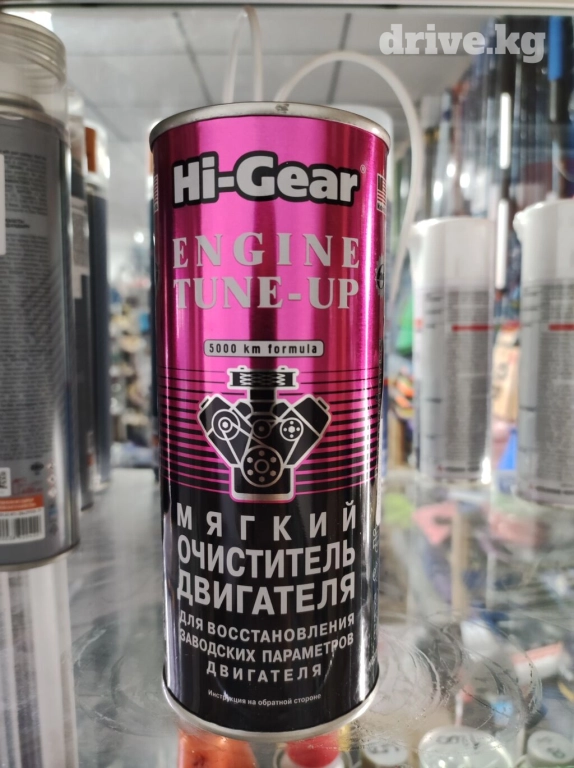 drive.kg
Hi-Gear®
ENGINE
TUNE-UP
5000 km formula
МЯГКИЙ
ОЧИСТИТЕЛЬ
ДВИГАТЕЛЯ
ДЛЯ ВОССТАНОВЛЕНИЯ
ЗАВОДСКИХ ПАРАМЕТРОВ
ДВИГАТЕЛЯ
Инструкция на обратной стороне